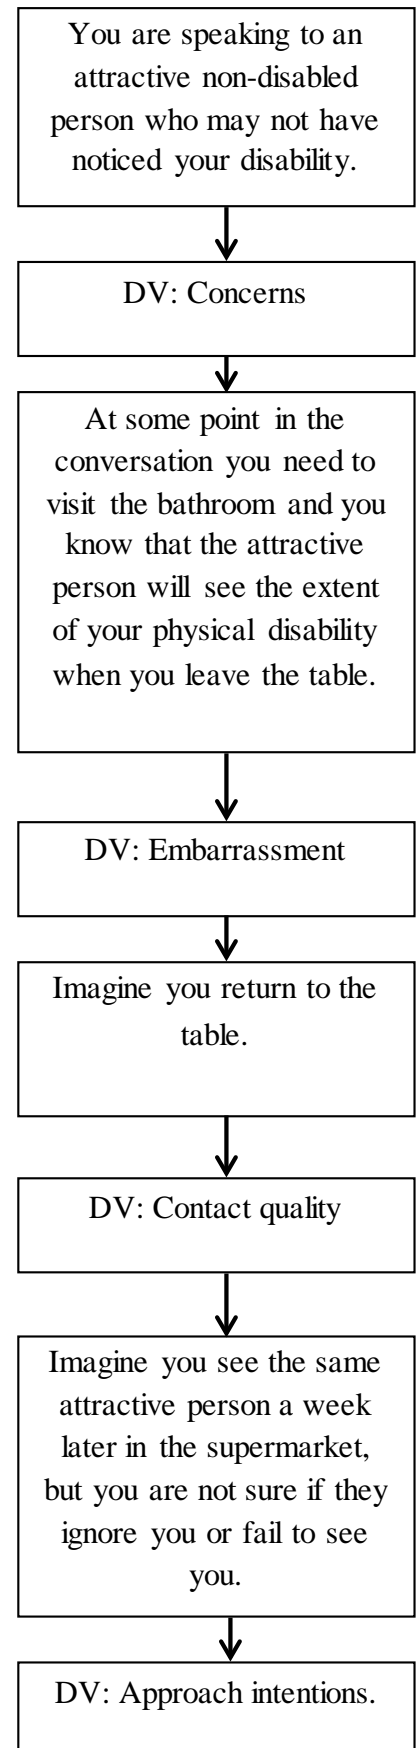 You are speaking to an
attractive non-disabled
person who may not have
noticed your disability.
DV: Concerns
At some point in the
conversation you need to
visit the bathroom and you
know that the attractive
person will see the extent
of your physical disability
when you leave the table.
DV: Embarrassment
Imagine you return to the
table.
DV: Contact quality
Imagine you see the same
attractive person a week
later in the supermarket,
but you are not sure if they
ignore you or fail to see
you.
DV: Approach intentions.